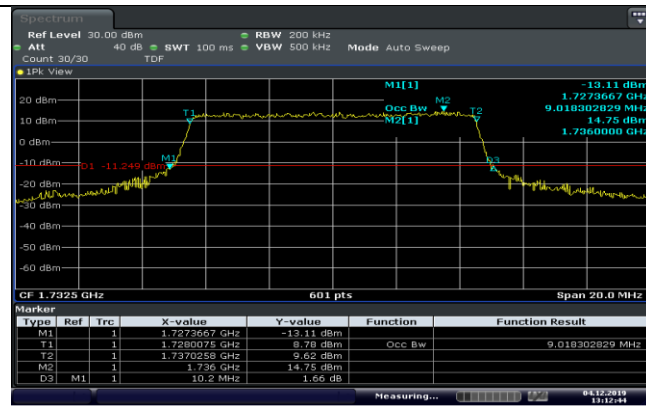 Spectrum
Ref Level 30.00 dBm RBW 200 kHz
Att 40 dB SWT 100 ms VBW 500 kHz Mode Auto Sweep
Count 30/30 TDF
1Pk View
M1[1] -13.11 dBm
1.7273667 GHz
20 dBm Occ Bw M2 9.018302829 MHz
10 dBm T1 M2[1] T2 14.75 dBm
1.7360000 GHz
0 dBm
-10 dBm D1 -11.249 dBm M1 D3
-20 dBm
-30 dBm
-40 dBm
-50 dBm
-60 dBm
CF 1.7325 GHz 601 pts Span 20.0 MHz
Marker
Type Ref Trc X-value Y-value Function Function Result
M1 1 1.7273667 GHz -13.11 dBm
T1 1 1.7280075 GHz 8.78 dBm Occ Bw 9.018302829 MHz
T2 1 1.7370258 GHz 9.62 dBm
M2 1 1.736 GHz 14.75 dBm
D3 M1 1 10.2 MHz 1.66 dB
Measuring... 04.12.2019
13:12:44